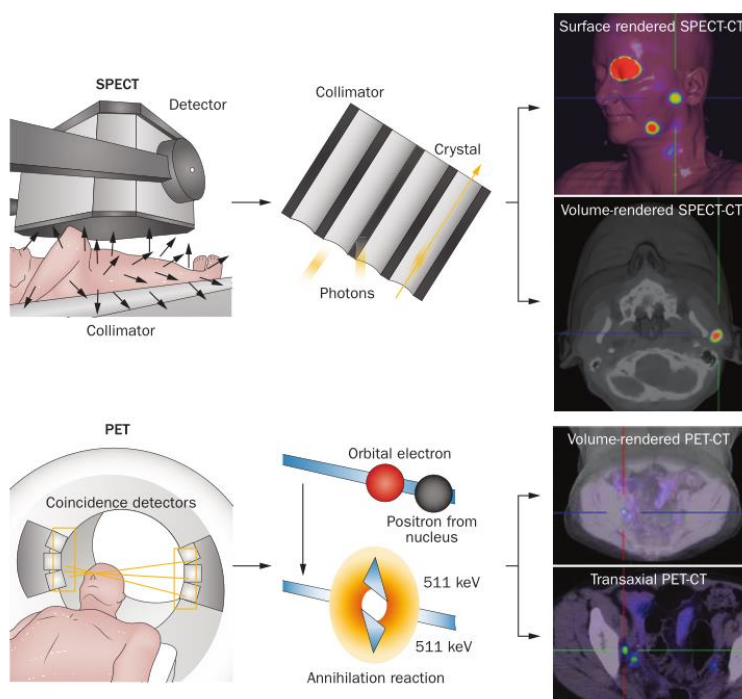 SPECT
Detector
Collimator
Collimator
Crystal
Photons
Surface rendered SPECT-CT
Volume-rendered SPECT-CT
PET
Coincidence detectors
Orbital electron
Positron from
nucleus
511 keV
511 keV
Annihilation reaction
Volume-rendered PET-CT
Transaxial PET-CT